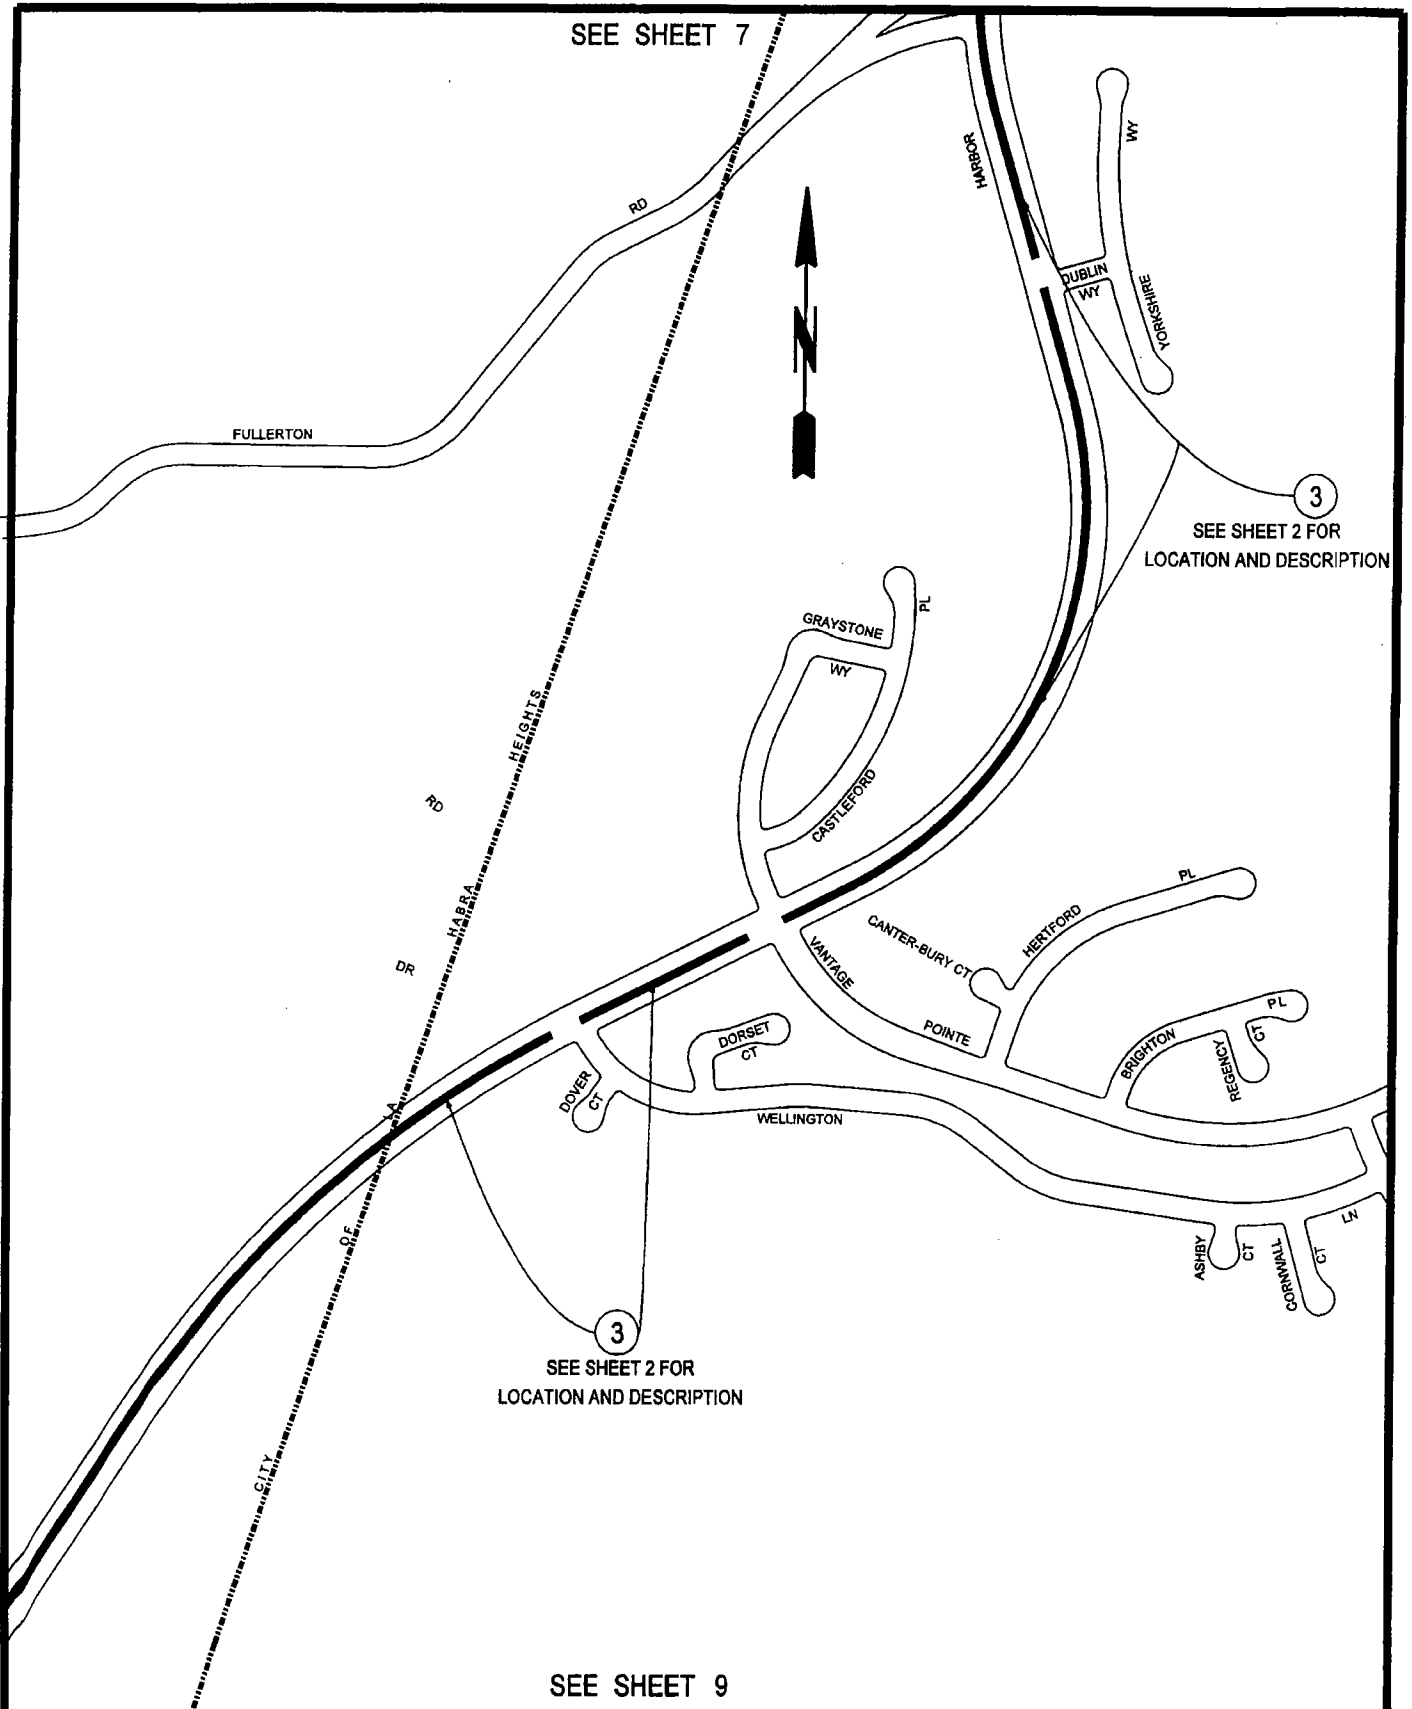 SEE SHEET 7
HARBOR
WY
RD
DUBLIN
WY
YORKSHIRE
N
FULLERTON
3
SEE SHEET 2 FOR
LOCATION AND DESCRIPTION
GRAYSTONE
WY
PL
CASTLEFORD
HEIGHTS
RD
HABRA
DR
LA
OF
CITY
CANTER-BURY CT
HERTFORD
PL
VANTAGE
POINTE
BRIGHTON
PL
REGENCY
CT
DORSET
CT
DOVER
CT
WELLINGTON
LN
ASHBY
CT
CORNWALL
CT
3
SEE SHEET 2 FOR
LOCATION AND DESCRIPTION
SEE SHEET 9